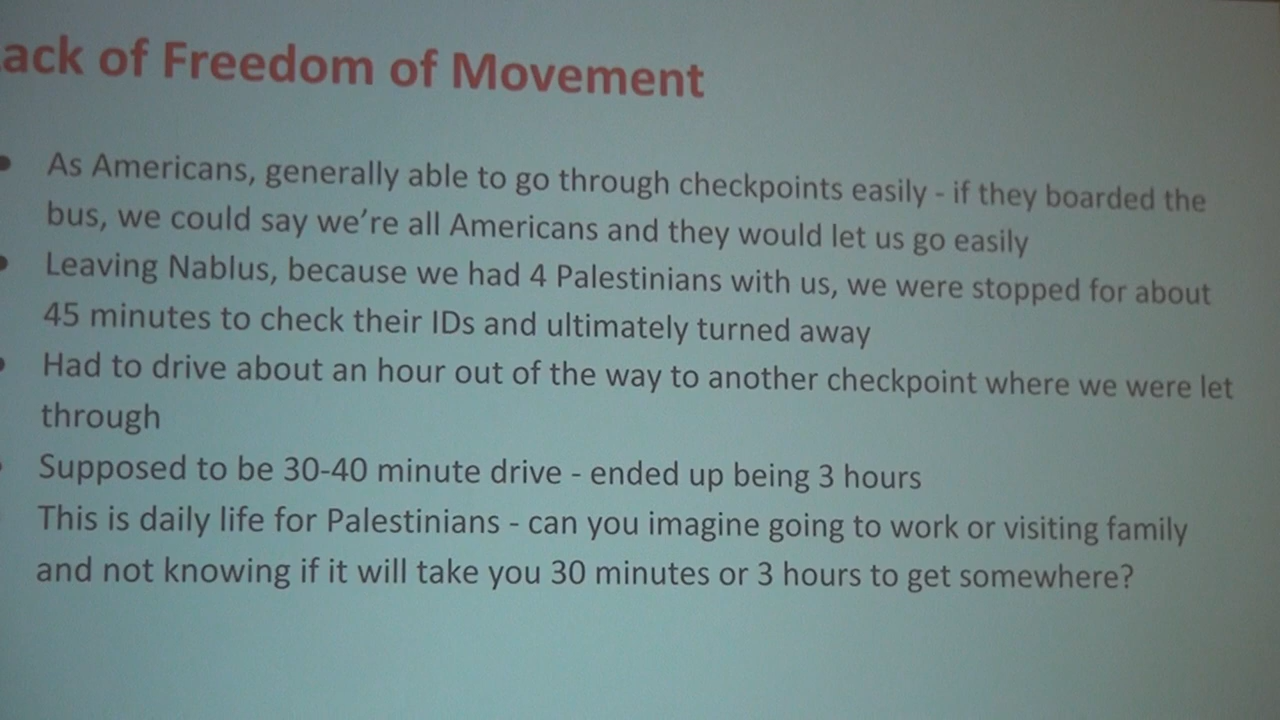 ack of Freedom of Movement
• As Americans, generally able to go through checkpoints easily - if they boarded the
bus, we could say we're all Americans and they would let us go easily
• Leaving Nablus, because we had 4 Palestinians with us, we were stopped for about
45 minutes to check their IDs and ultimately turned away
• Had to drive about an hour out of the way to another checkpoint where we were let
through
• Supposed to be 30-40 minute drive - ended up being 3 hours
This is daily life for Palestinians - can you imagine going to work or visiting family
and not knowing if it will take you 30 minutes or 3 hours to get somewhere?